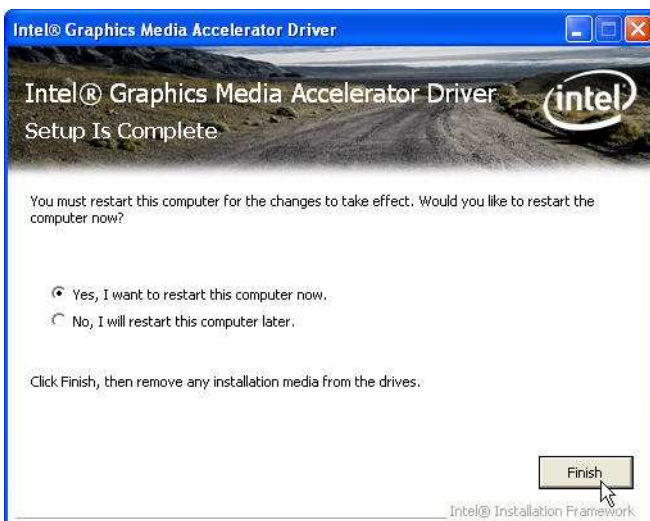 Intel® Graphics Media Accelerator Driver
Intel® Graphics Media Accelerator Driver
intel
Setup Is Complete
You must restart this computer for the changes to take effect. Would you like to restart the
computer now?
Yes, I want to restart this computer now.
No, I will restart this computer later.
Click Finish, then remove any installation media from the drives.
Finish
Intel® Installation Framework